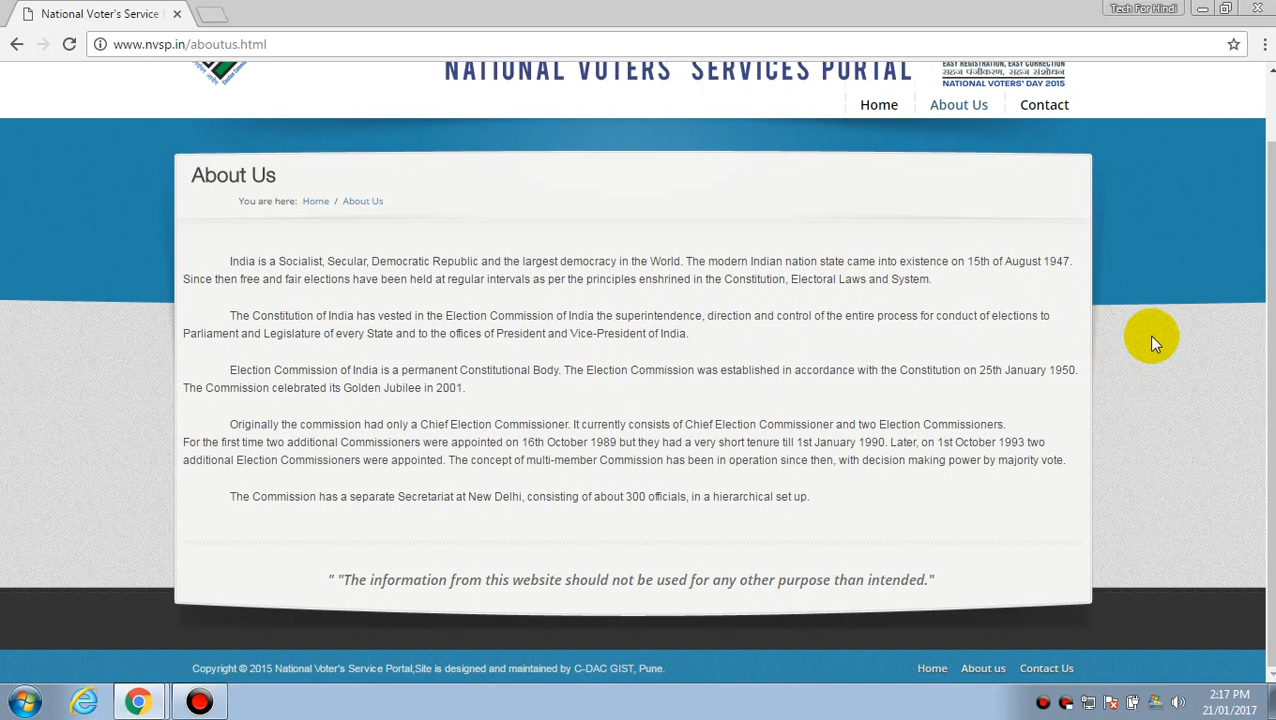 National Voter's Service
Tech For Hindi
www.nvsp.in/aboutus.html
NATIONAL VOTERS' SERVICES PORTAL
EASY REGISTRATION, EASY CORRECTION
सहज पंजीकरण, सहज संशोधन
NATIONAL VOTERS' DAY 2015
Home About Us Contact
About Us
You are here: Home / About Us
India is a Socialist, Secular, Democratic Republic and the largest democracy in the World. The modern Indian nation state came into existence on 15th of August 1947.
Since then free and fair elections have been held at regular intervals as per the principles enshrined in the Constitution, Electoral Laws and System.
The Constitution of India has vested in the Election Commission of India the superintendence, direction and control of the entire process for conduct of elections to
Parliament and Legislature of every State and to the offices of President and Vice-President of India.
Election Commission of India is a permanent Constitutional Body. The Election Commission was established in accordance with the Constitution on 25th January 1950.
The Commission celebrated its Golden Jubilee in 2001.
Originally the commission had only a Chief Election Commissioner. It currently consists of Chief Election Commissioner and two Election Commissioners.
For the first time two additional Commissioners were appointed on 16th October 1989 but they had a very short tenure till 1st January 1990. Later, on 1st October 1993 two
additional Election Commissioners were appointed. The concept of multi-member Commission has been in operation since then, with decision making power by majority vote.
The Commission has a separate Secretariat at New Delhi, consisting of about 300 officials, in a hierarchical set up.
" "The information from this website should not be used for any other purpose than intended."
Copyright © 2015 National Voter's Service Portal,Site is designed and maintained by C-DAC GIST, Pune.
Home About us Contact Us
2:17 PM
21/01/2017